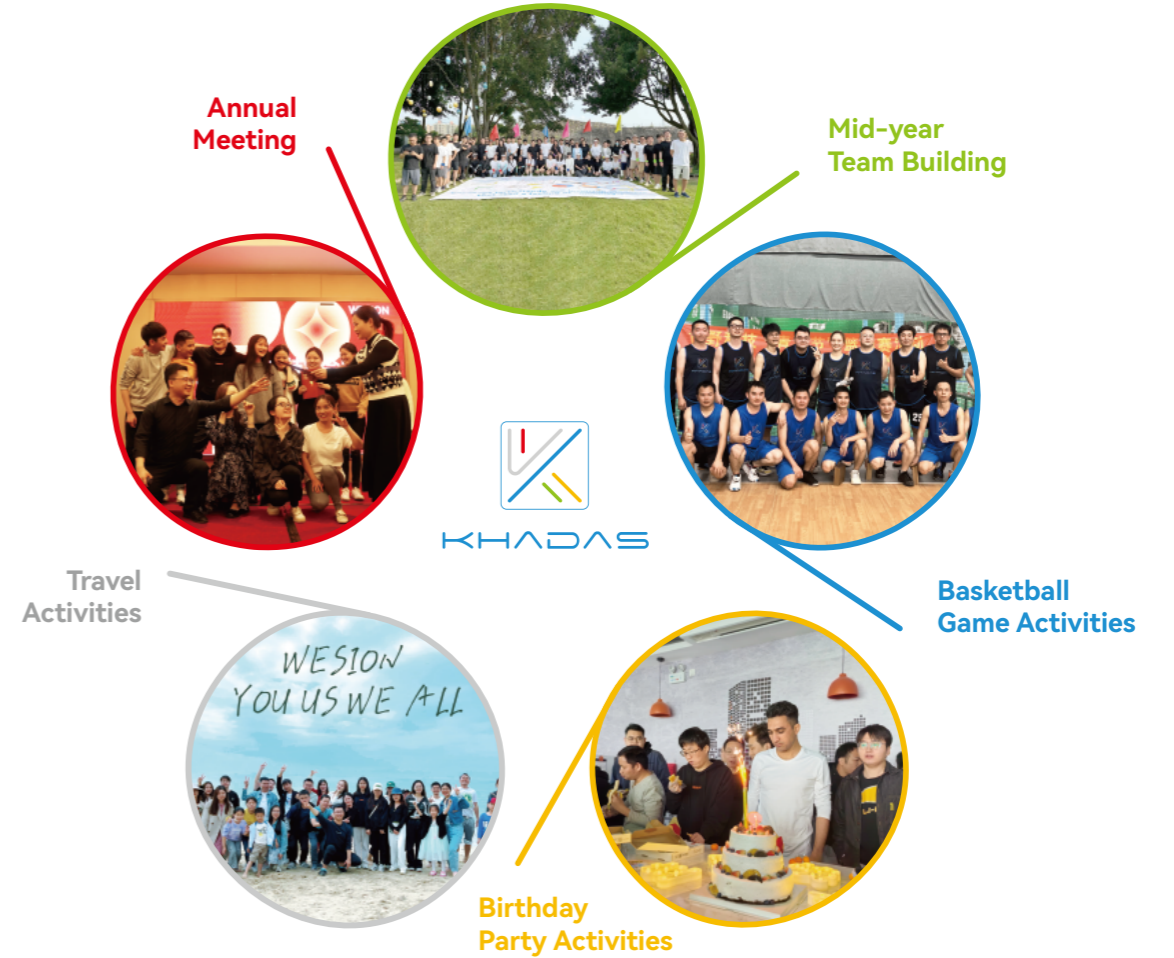 Annual
Meeting
Mid-year
Team Building
KHADAS
Travel
Activities
Basketball
Game Activities
WESION
YOU US WE ALL
Birthday
Party Activities